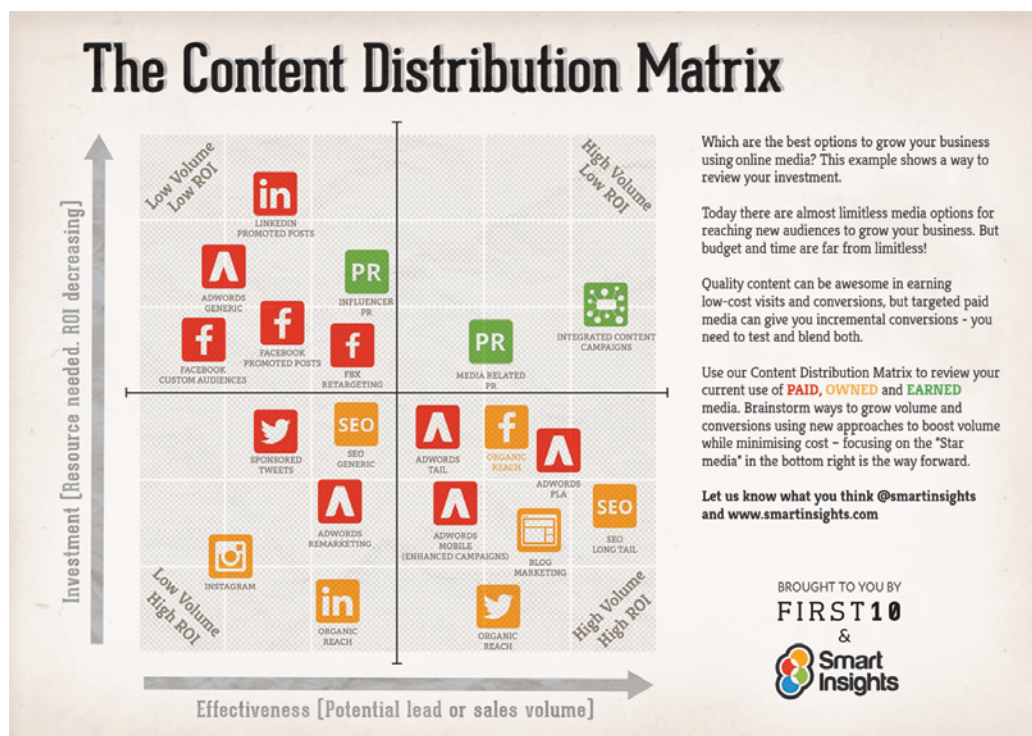 The Content Distribution Matrix
Investment [Resource needed. ROI decreasing]
Low Volume
Low ROI
High Volume
Low ROI
in
LINKEDIN
PROMOTED POSTS
ADWORDS
GENERIC
PR
INFLUENCER
PR
f
FACEBOOK
CUSTOM AUDIENCES
f
FACEBOOK
PROMOTED POSTS
f
FBX
RETARGETING
PR
MEDIA RELATED
PR
INTEGRATED CONTENT
CAMPAIGNS
SPONSORED
TWEETS
SEO
SEO
GENERIC
ADWORDS
TAIL
f
ORGANIC
REACH
ADWORDS
PLA
ADWORDS
REMARKETING
ADWORDS
MOBILE
(ENHANCED CAMPAIGNS)
BLOG
MARKETING
SEO
SEO
LONG TAIL
INSTAGRAM
in
ORGANIC
REACH
ORGANIC
REACH
Low Volume
High ROI
High Volume
High ROI
Effectiveness [Potential lead or sales volume]
Which are the best options to grow your business
using online media? This example shows a way to
review your investment.
Today there are almost limitless media options for
reaching new audiences to grow your business. But
budget and time are far from limitless!
Quality content can be awesome in earning
low-cost visits and conversions, but targeted paid
media can give you incremental conversions - you
need to test and blend both.
Use our Content Distribution Matrix to review your
current use of PAID, OWNED and EARNED
media. Brainstorm ways to grow volume and
conversions using new approaches to boost volume
while minimising cost – focusing on the "Star
media" in the bottom right is the way forward.
Let us know what you think @smartinsights
and www.smartinsights.com
BROUGHT TO YOU BY
FIRST10
&
Smart
Insights